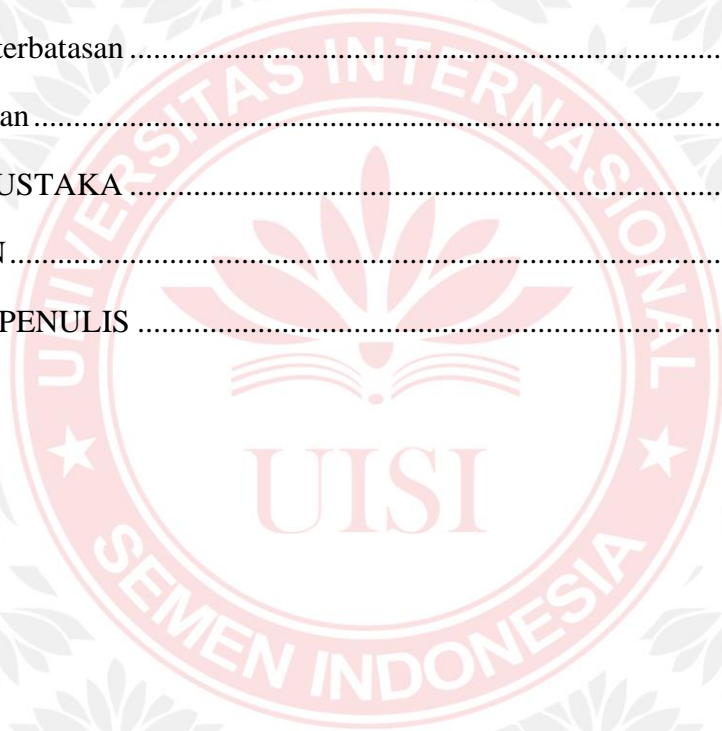 terbatasan ..........................................................................
an .......................................................................................
USTAKA .........................................................................
N ..........................................................................................
PENULIS ........................................................................
UNIVERSITAS INTERNASIONAL
UISI
SEMEN INDONESIA